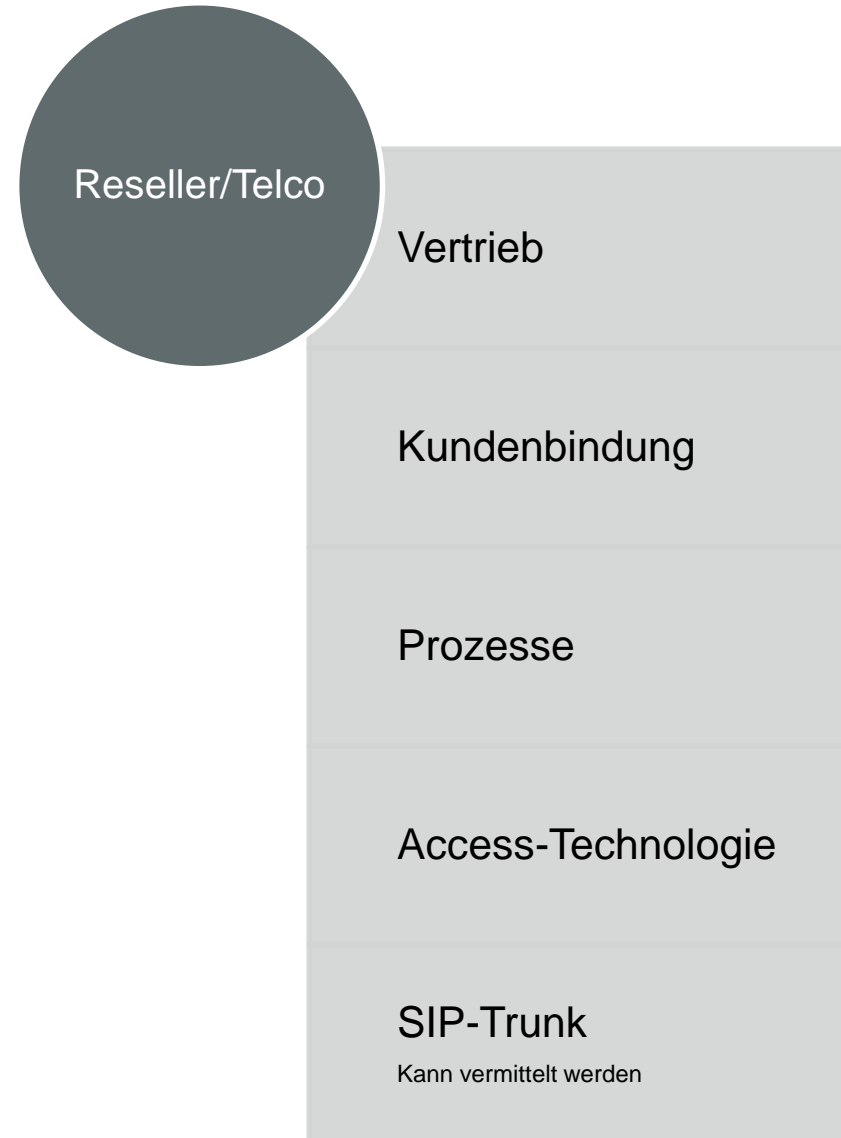 Reseller/Telco
Vertrieb
Kundenbindung
Prozesse
Access-Technologie
SIP-Trunk
Kann vermittelt werden